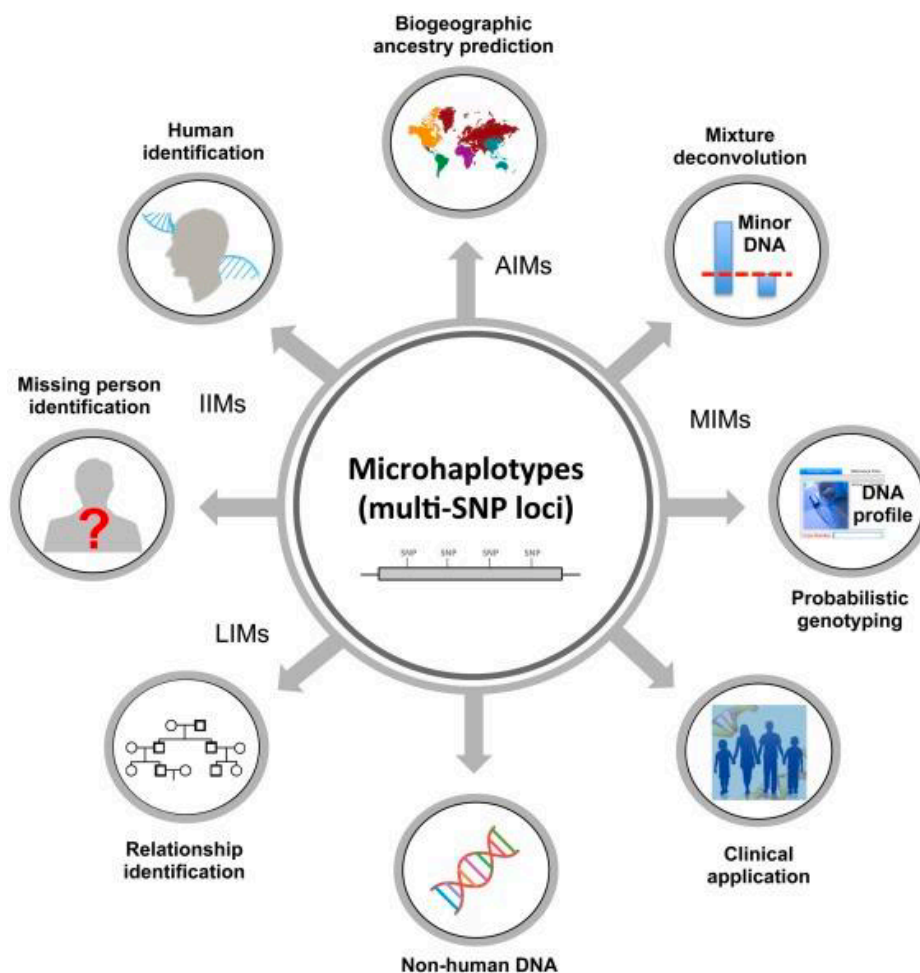 Biogeographic
ancestry prediction
Human
identification
Mixture
deconvolution
Minor
DNA
AIMs
Missing person
identification
IIMs
MIMs
?
Microhaplotypes
(multi-SNP loci)
SNP SNP SNP SNP
DNA
profile
Probabilistic
genotyping
LIMs
Relationship
identification
Clinical
application
Non-human DNA